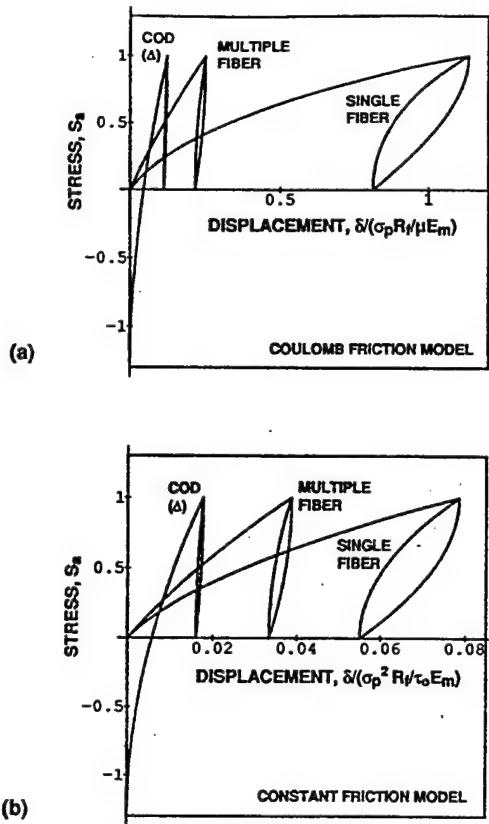 COD
(Δ)
MULTIPLE
FIBER
SINGLE
FIBER
STRESS, Sa
1
0.5
0
-0.5
-1
0.5
1
DISPLACEMENT, δ/(σpRf/μEm)
COULOMB FRICTION MODEL
(a)
COD
(Δ)
MULTIPLE
FIBER
SINGLE
FIBER
STRESS, Sa
1
0.5
0
-0.5
-1
0.02
0.04
0.06
0.08
DISPLACEMENT, δ/(σp² Rf/τoEm)
CONSTANT FRICTION MODEL
(b)